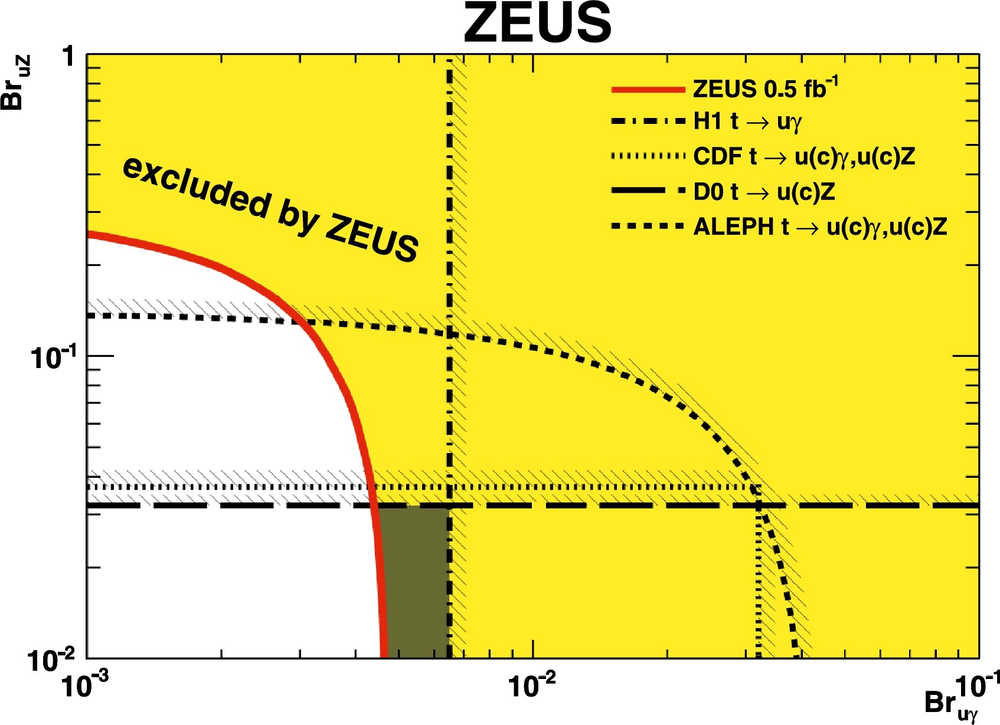 ZEUS
Br_uZ
1
10⁻¹
10⁻²
ZEUS 0.5 fb⁻¹
H1 t → uγ
CDF t → u(c)γ,u(c)Z
D0 t → u(c)Z
ALEPH t → u(c)γ,u(c)Z
excluded by ZEUS
10⁻³
10⁻²
10⁻¹
Br_uγ